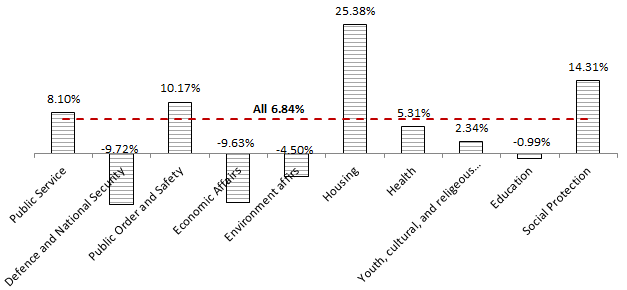 25.38%
14.31%
10.17%
8.10%
All 6.84%
5.31%
2.34%
-9.72%
-9.63%
-4.50%
-0.99%
Public Service
Defence and National Security
Public Order and Safety
Economic Affairs
Environment affirs
Housing
Health
Youth, cultural, and religeous...
Education
Social Protection